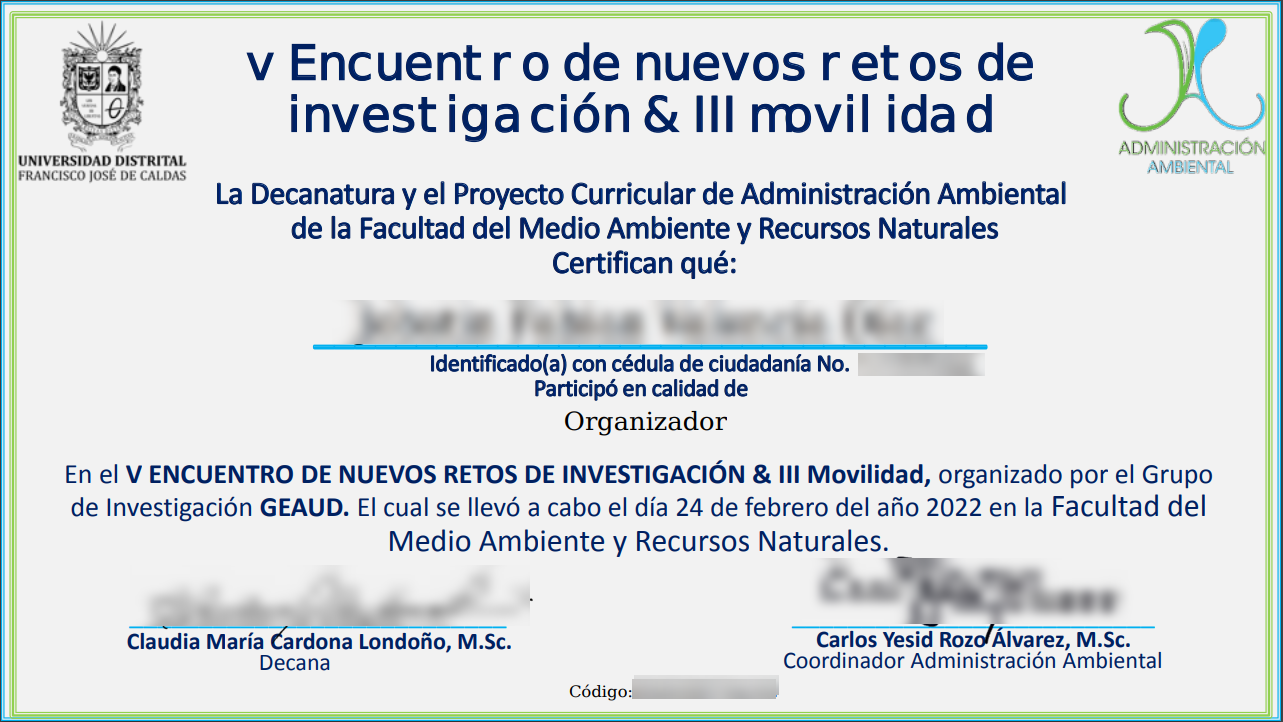 UNIVERSIDAD DISTRITAL
FRANCISCO JOSÉ DE CALDAS
v Encuentro de nuevos retos de
investigación & III movilidad
ADMINISTRACIÓN
AMBIENTAL
La Decanatura y el Proyecto Curricular de Administración Ambiental
de la Facultad del Medio Ambiente y Recursos Naturales
Certifican qué:
Identificado(a) con cédula de ciudadanía No.
Participó en calidad de
Organizador
En el V ENCUENTRO DE NUEVOS RETOS DE INVESTIGACIÓN & III Movilidad, organizado por el Grupo
de Investigación GEAUD. El cual se llevó a cabo el día 24 de febrero del año 2022 en la Facultad del
Medio Ambiente y Recursos Naturales.
Claudia María Cardona Londoño, M.Sc.
Decana
Carlos Yesid Rozo Álvarez, M.Sc.
Coordinador Administración Ambiental
Código: